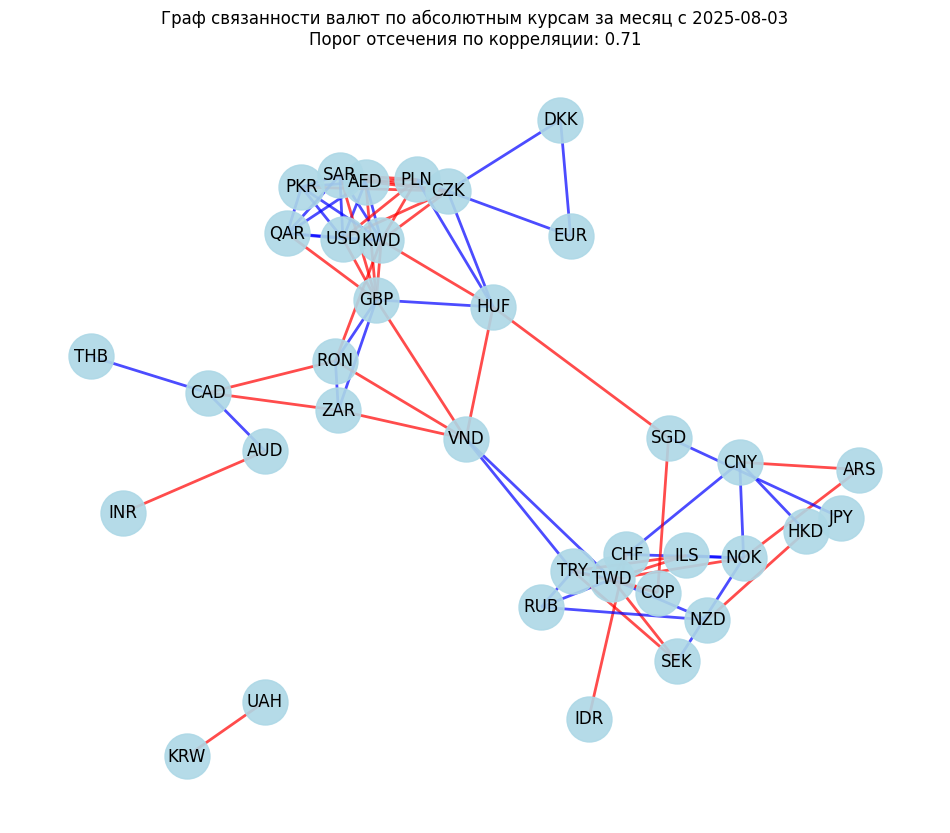 Граф связанности валют по абсолютным курсам за месяц с 2025-08-03
Порог отсечения по корреляции: 0.71
DKK
SAR
AED
PLN
PKR
CZK
QAR
USD
KWD
EUR
GBP
HUF
THB
RON
CAD
ZAR
VND
SGD
AUD
CNY
ARS
INR
JPY
HKD
CHF
ILS
NOK
TRY
TWD
COP
RUB
NZD
SEK
UAH
IDR
KRW